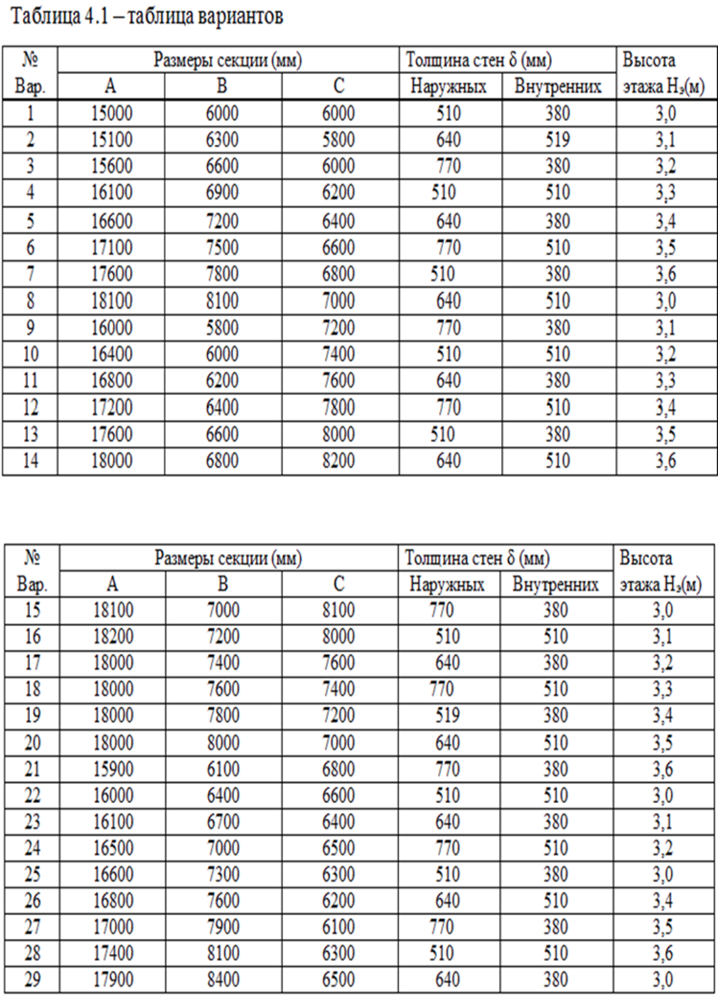 Таблица 4.1 – таблица вариантов
№ Размеры секции (мм) Толщина стен δ (мм) Высота
Вар. А В С Наружных Внутренних этажа Нэ(м)
1 15000 6000 6000 510 380 3,0
2 15100 6300 5800 640 519 3,1
3 15600 6600 6000 770 380 3,2
4 16100 6900 6200 510 510 3,3
5 16600 7200 6400 640 380 3,4
6 17100 7500 6600 770 510 3,5
7 17600 7800 6800 510 380 3,6
8 18100 8100 7000 640 510 3,0
9 16000 5800 7200 770 380 3,1
10 16400 6000 7400 510 510 3,2
11 16800 6200 7600 640 380 3,3
12 17200 6400 7800 770 510 3,4
13 17600 6600 8000 510 380 3,5
14 18000 6800 8200 640 510 3,6
№ Размеры секции (мм) Толщина стен δ (мм) Высота
Вар. А В С Наружных Внутренних этажа Нэ(м)
15 18100 7000 8100 770 380 3,0
16 18200 7200 8000 510 510 3,1
17 18000 7400 7600 640 380 3,2
18 18000 7600 7400 770 510 3,3
19 18000 7800 7200 519 380 3,4
20 18000 8000 7000 640 510 3,5
21 15900 6100 6800 770 380 3,6
22 16000 6400 6600 510 510 3,0
23 16100 6700 6400 640 380 3,1
24 16500 7000 6500 770 510 3,2
25 16600 7300 6300 510 380 3,0
26 16800 7600 6200 640 510 3,4
27 17000 7900 6100 770 380 3,5
28 17400 8100 6300 510 510 3,6
29 17900 8400 6500 640 380 3,0